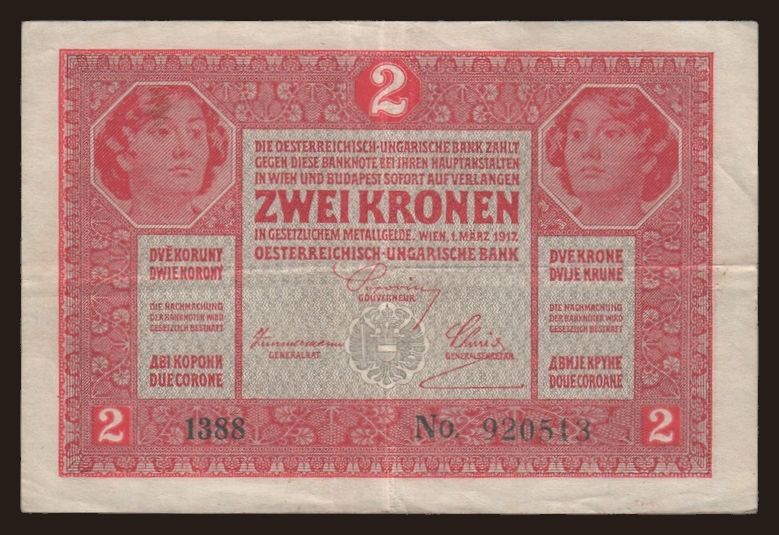 2
DIE OESTERREICHISCH-UNGARISCHE BANK ZAHLT
GEGEN DIESE BANKNOTE BEI IHREN HAUPTANSTALTEN
IN WIEN UND BUDAPEST SOFORT AUF VERLANGEN
ZWEI KRONEN
IN GESETZLICHEM METALLGELDE. WIEN, 1. MÄRZ 1917.
OESTERREICHISCH-UNGARISCHE BANK
DVĚ KORUNY
DWIE KORONY
DVE KRONE
DVIJE KRUNE
GOUVERNEUR
DIE NACHMACHUNG
DER BANKNOTEN WIRD
GESETZLICH BESTRAFT
DIE NACHMACHUNG
DER BANKNOTEN WIRD
GESETZLICH BESTRAFT
Zimmermann
GENERALRAT
GENERALSEKRETÄR
ДВІ КОРОНИ
DUE CORONE
ДВИЈЕ КРУНЕ
DOUE COROANE
2
1388
No. 920513
2